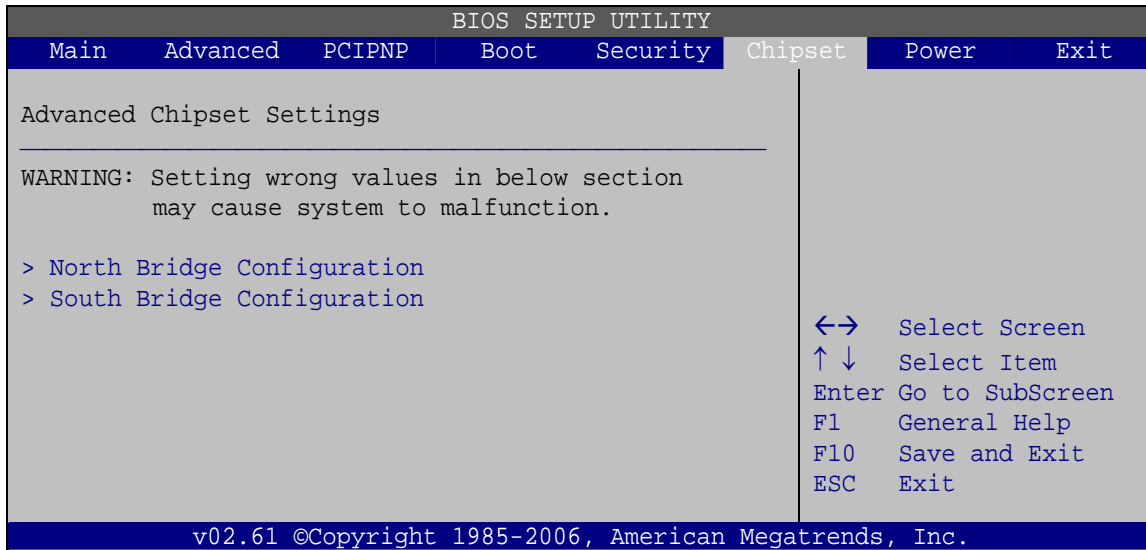 BIOS SETUP UTILITY
Main Advanced PCIPNP Boot Security Chipset Power Exit
Advanced Chipset Settings
WARNING: Setting wrong values in below section
may cause system to malfunction.
> North Bridge Configuration
> South Bridge Configuration
←→ Select Screen
↑ ↓ Select Item
Enter Go to SubScreen
F1 General Help
F10 Save and Exit
ESC Exit
v02.61 ©Copyright 1985-2006, American Megatrends, Inc.